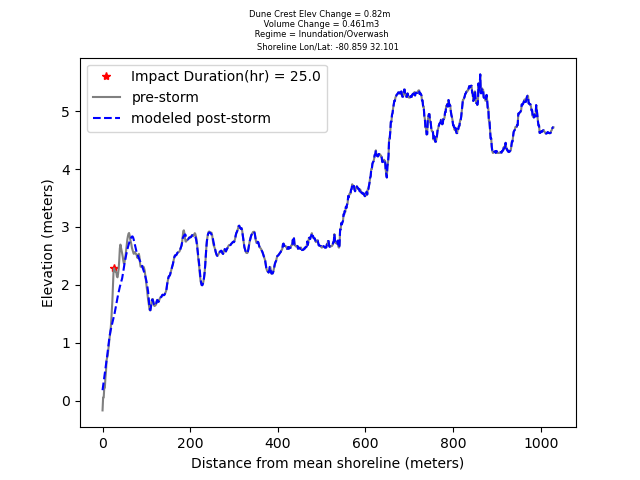 Dune Crest Elev Change = 0.82m
Volume Change = 0.461m3
Regime = Inundation/Overwash
Shoreline Lon/Lat: -80.859 32.101
Impact Duration(hr) = 25.0
pre-storm
modeled post-storm
Elevation (meters)
5
4
3
2
1
0
0 200 400 600 800 1000
Distance from mean shoreline (meters)